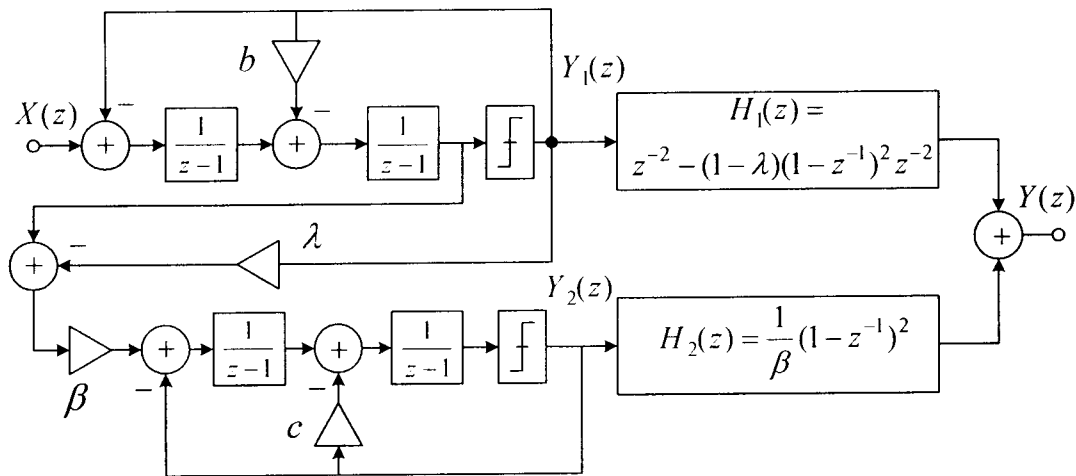 b
Y₁(z)
X(z)
−
−
+
1/(z−1)
+
1/(z−1)
H₁(z) =
z⁻² − (1 − λ)(1 − z⁻¹)² z⁻²
Y(z)
+
−
λ
+
Y₂(z)
β
+
1/(z−1)
+
1/(z−1)
H₂(z) = 1/β (1 − z⁻¹)²
−
−
c